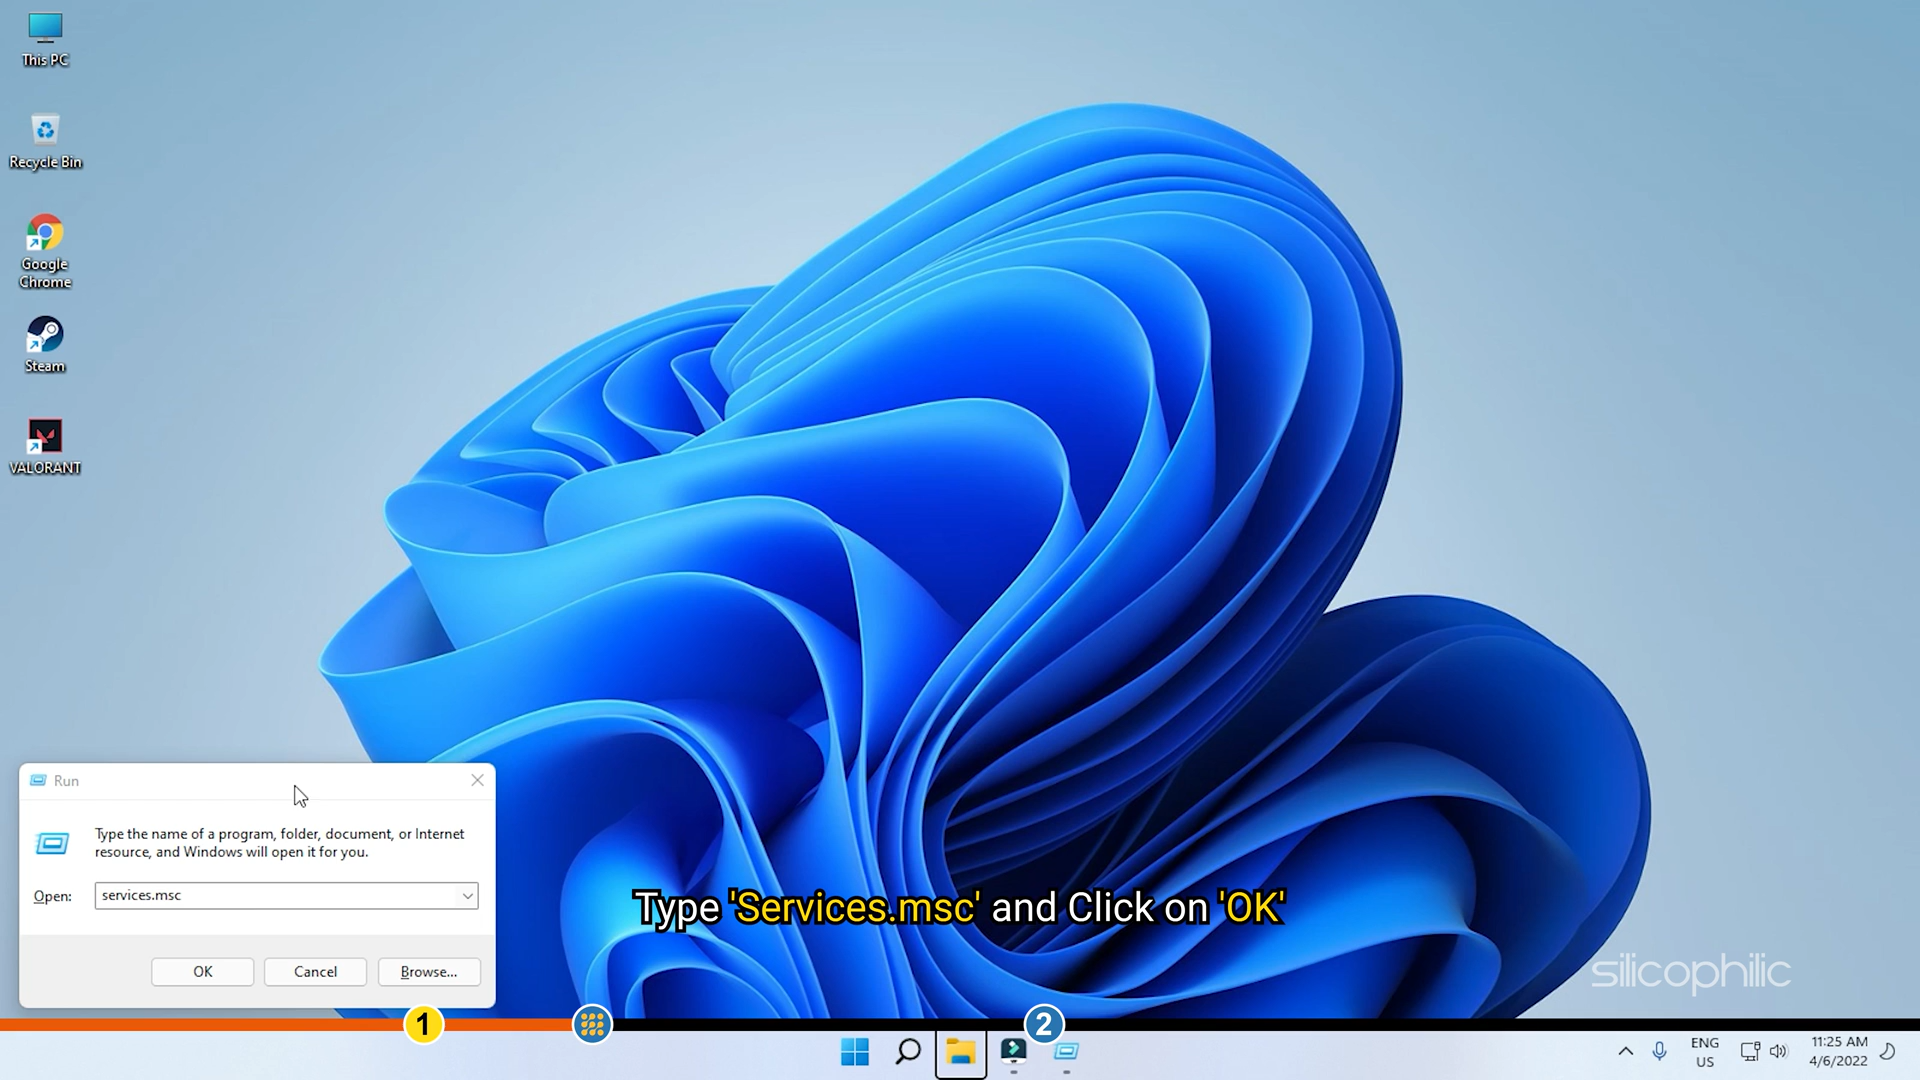 This PC
Recycle Bin
Google
Chrome
Steam
VALORANT
Run
Type the name of a program, folder, document, or Internet
resource, and Windows will open it for you.
Open:
services.msc
OK
Cancel
Browse...
Type 'Services.msc' and Click on 'OK'
silicophilic
1
2
ENG
US
11:25 AM
4/6/2022